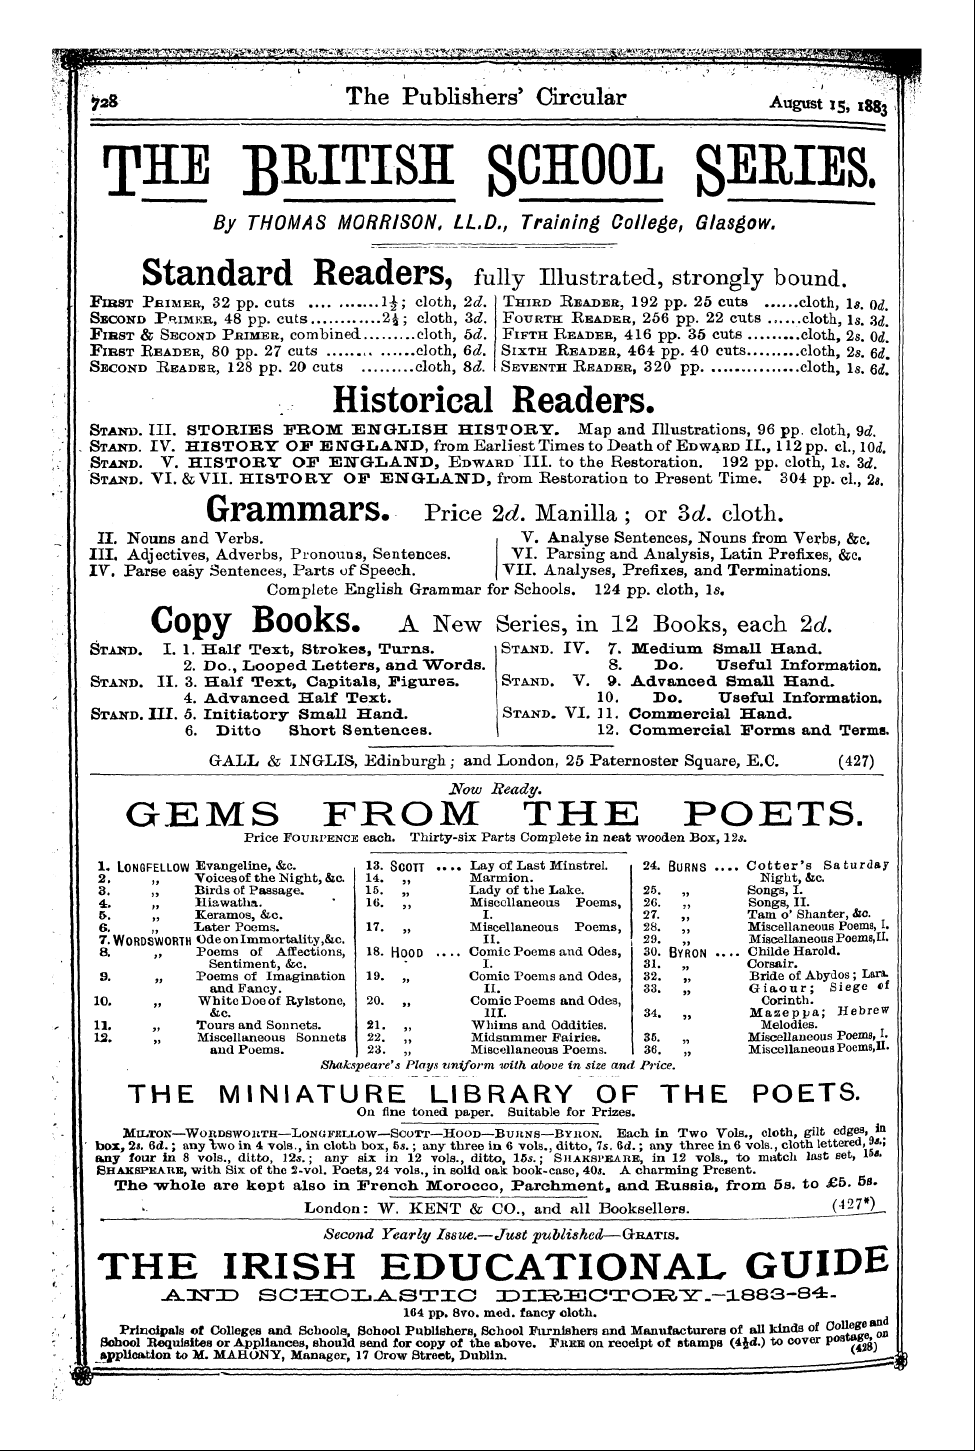 728 The Publishers' Circular August 15, 1883
THE BRITISH SCHOOL SERIES.
By THOMAS MORRISON, LL.D., Training College, Glasgow.
Standard Readers, fully Illustrated, strongly bound.
FIRST PRIMER, 32 pp. cuts .... ........1½; cloth, 2d.
SECOND PRIMER, 48 pp. cuts............2½; cloth, 3d.
FIRST & SECOND PRIMER, combined.........cloth, 5d.
FIRST READER, 80 pp. 27 cuts ........ ......cloth, 6d.
SECOND READER, 128 pp. 20 cuts .........cloth, 8d.
THIRD READER, 192 pp. 25 cuts ......cloth, 1s. 0d.
FOURTH READER, 256 pp. 22 cuts ......cloth, 1s. 3d.
FIFTH READER, 416 pp. 35 cuts .........cloth, 2s. 0d.
SIXTH READER, 464 pp. 40 cuts.........cloth, 2s. 6d.
SEVENTH READER, 320 pp. ...............cloth, 1s. 6d.
Historical Readers.
STAND. III. STORIES FROM ENGLISH HISTORY. Map and Illustrations, 96 pp. cloth, 9d.
STAND. IV. HISTORY OF ENGLAND, from Earliest Times to Death of EDWARD II., 112 pp. cl., 10d.
STAND. V. HISTORY OF ENGLAND, EDWARD III. to the Restoration. 192 pp. cloth, 1s. 3d.
STAND. VI. & VII. HISTORY OF ENGLAND, from Restoration to Present Time. 304 pp. cl., 2s.
Grammars. Price 2d. Manilla; or 3d. cloth.
II. Nouns and Verbs.
III. Adjectives, Adverbs, Pronouns, Sentences.
IV. Parse easy Sentences, Parts of Speech.
V. Analyse Sentences, Nouns from Verbs, &c.
VI. Parsing and Analysis, Latin Prefixes, &c.
VII. Analyses, Prefixes, and Terminations.
Complete English Grammar for Schools. 124 pp. cloth, 1s.
Copy Books. A New Series, in 12 Books, each 2d.
STAND. I. 1. Half Text, Strokes, Turns.
2. Do., Looped Letters, and Words.
STAND. II. 3. Half Text, Capitals, Figures.
4. Advanced Half Text.
STAND. III. 5. Initiatory Small Hand.
6. Ditto Short Sentences.
STAND. IV. 7. Medium Small Hand.
8. Do. Useful Information.
STAND. V. 9. Advanced Small Hand.
10. Do. Useful Information.
STAND. VI. 11. Commercial Hand.
12. Commercial Forms and Terms.
GALL & INGLIS, Edinburgh; and London, 25 Paternoster Square, E.C. (427)
Now Ready.
GEMS FROM THE POETS.
Price FOURPENCE each. Thirty-six Parts Complete in neat wooden Box, 12s.
1. LONGFELLOW Evangeline, &c.
2. „ Voices of the Night, &c.
3. „ Birds of Passage.
4. „ Hiawatha.
5. „ Keramos, &c.
6. „ Later Poems.
7. WORDSWORTH Ode on Immortality, &c.
8. „ Poems of Affections,
Sentiment, &c.
9. „ Poems of Imagination
and Fancy.
10. „ White Doe of Rylstone,
&c.
11. „ Tours and Sonnets.
12. „ Miscellaneous Sonnets
and Poems.
13. SCOTT .... Lay of Last Minstrel.
14. „ Marmion.
15. „ Lady of the Lake.
16. „ Miscellaneous Poems,
I.
17. „ Miscellaneous Poems,
II.
18. HOOD .... Comic Poems and Odes,
I.
19. „ Comic Poems and Odes,
II.
20. „ Comic Poems and Odes,
III.
21. „ Whims and Oddities.
22. „ Midsummer Fairies.
23. „ Miscellaneous Poems.
24. BURNS .... Cotter's Saturday
Night, &c.
25. „ Songs, I.
26. „ Songs, II.
27. „ Tam o' Shanter, &c.
28. „ Miscellaneous Poems, I.
29. „ Miscellaneous Poems, II.
30. BYRON .... Childe Harold.
31. „ Corsair.
32. „ Bride of Abydos; Lara.
33. „ Giaour; Siege of
Corinth.
34. „ Mazeppa; Hebrew
Melodies.
35. „ Miscellaneous Poems, I.
36. „ Miscellaneous Poems, II.
Shakspeare's Plays uniform with above in size and Price.
THE MINIATURE LIBRARY OF THE POETS.
On fine toned paper. Suitable for Prizes.
MILTON—WORDSWORTH—LONGFELLOW—SCOTT—HOOD—BURNS—BYRON. Each in Two Vols., cloth, gilt edges, in
box, 2s. 6d.; any two in 4 vols., in cloth box, 5s.; any three in 6 vols., ditto, 7s. 6d.; any three in 6 vols., cloth lettered, 9s.;
any four in 8 vols., ditto, 12s.; any six in 12 vols., ditto, 15s.; SHAKSPEARE, in 12 vols., to match last set, 15s.
SHAKSPEARE, with Six of the 2-vol. Poets, 24 vols., in solid oak book-case, 40s. A charming Present.
The whole are kept also in French Morocco, Parchment, and Russia, from 5s. to £5. 5s.
London: W. KENT & CO., and all Booksellers. (427*)
Second Yearly Issue.—Just published—GRATIS.
THE IRISH EDUCATIONAL GUIDE
AND SCHOLASTIC DIRECTORY.—1883-84.
164 pp. 8vo. med. fancy cloth.
Principals of Colleges and Schools, School Publishers, School Furnishers and Manufacturers of all kinds of College and
School Requisites or Appliances, should send for copy of the above. FREE on receipt of stamps (4½d.) to cover postage, on
application to M. MAHONY, Manager, 17 Crow Street, Dublin. (428)